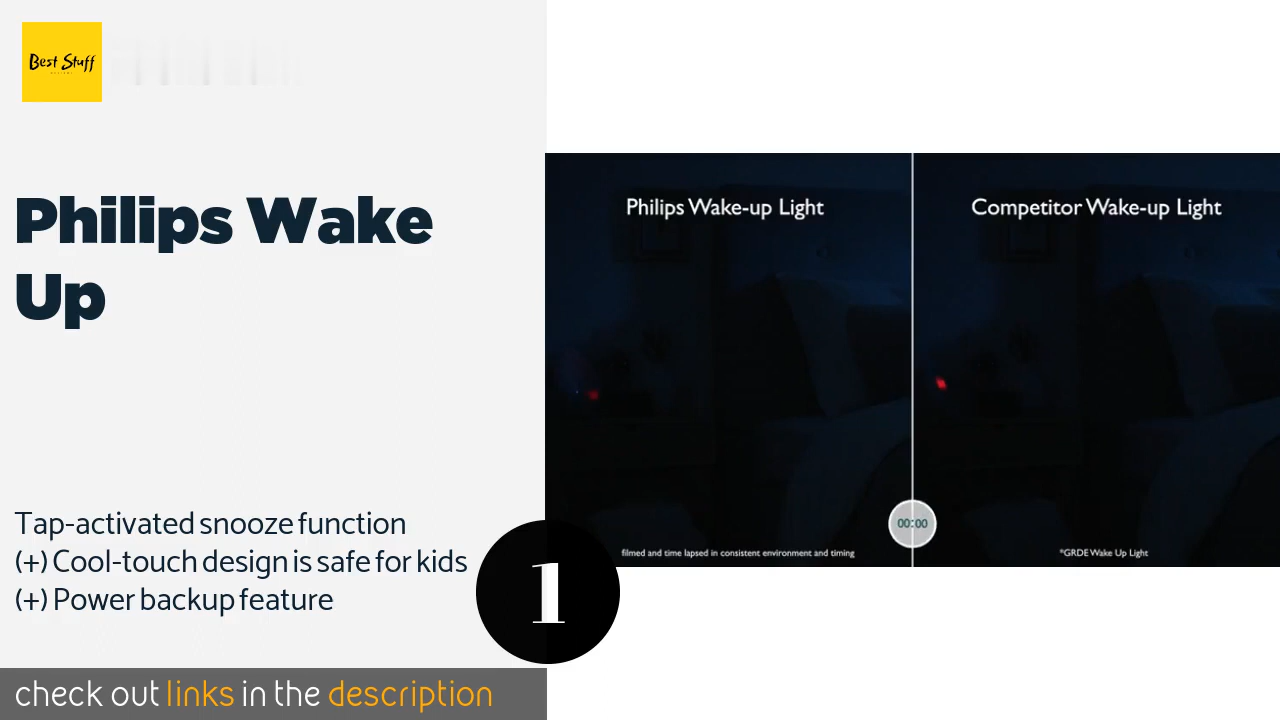 Best Stuff
Philips Wake
Up
Tap-activated snooze function
(+) Cool-touch design is safe for kids
(+) Power backup feature
check out links in the description
1
Philips Wake-up Light
Competitor Wake-up Light
00:00
filmed and time lapsed in consistent environment and timing
*GRDE Wake Up Light